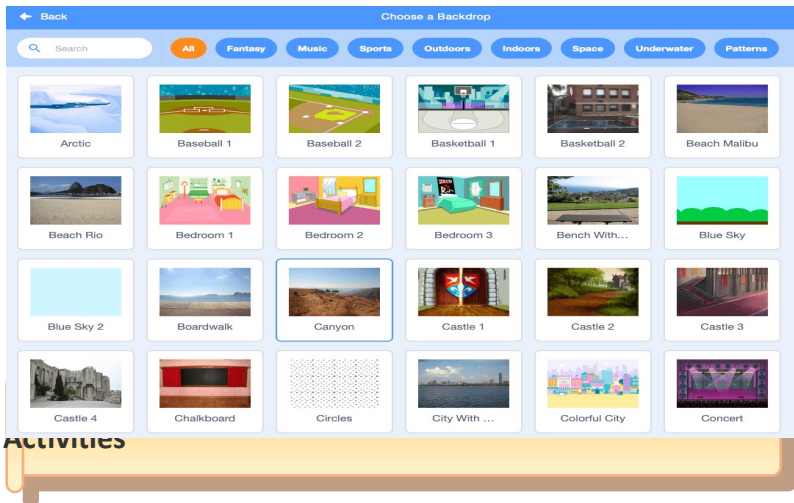 Back Choose a Backdrop
Search All Fantasy Music Sports Outdoors Indoors Space Underwater Patterns
Arctic Baseball 1 Baseball 2 Basketball 1 Basketball 2 Beach Malibu
Beach Rio Bedroom 1 Bedroom 2 Bedroom 3 Bench With... Blue Sky
Blue Sky 2 Boardwalk Canyon Castle 1 Castle 2 Castle 3
Castle 4 Chalkboard Circles City With ... Colorful City Concert
Activities